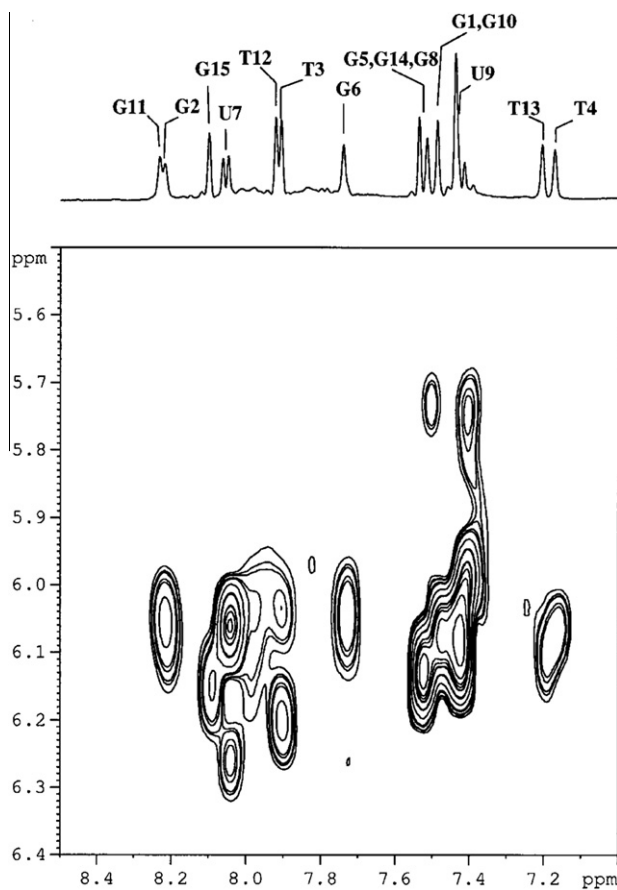 G1,G10
T12
G5,G14,G8
G15
T3
U9
G11 G2 U7
G6
T13
T4
ppm
5.6
5.7
5.8
5.9
6.0
6.1
6.2
6.3
6.4
8.4 8.2 8.0 7.8 7.6 7.4 7.2 ppm